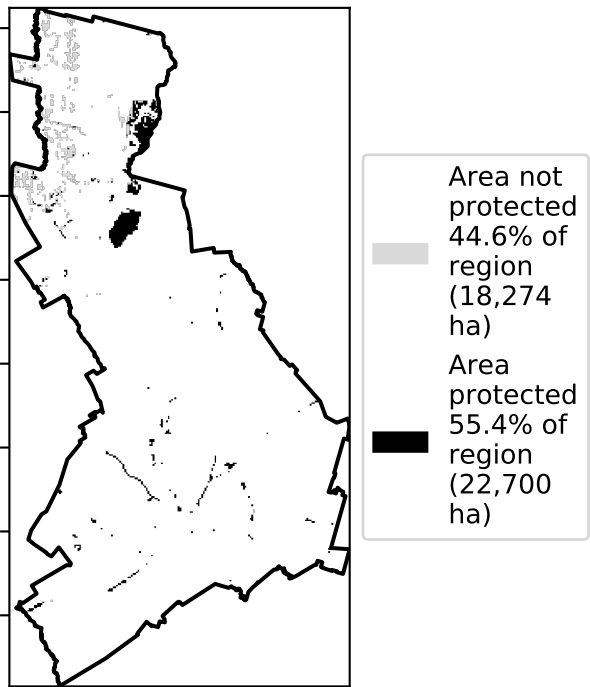 Area not
protected
44.6% of
region
(18,274
ha)
Area
protected
55.4% of
region
(22,700
ha)